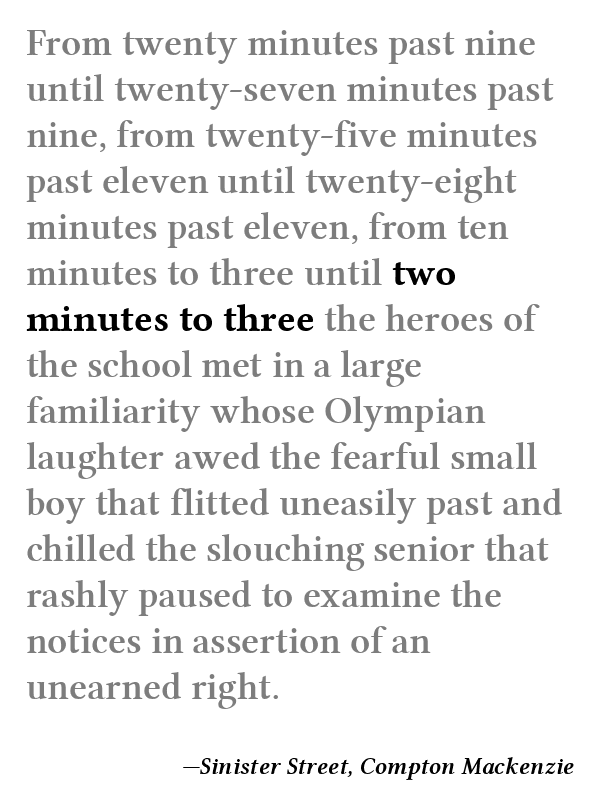 From twenty minutes past nine
until twenty-seven minutes past
nine, from twenty-five minutes
past eleven until twenty-eight
minutes past eleven, from ten
minutes to three until two
minutes to three the heroes of
the school met in a large
familiarity whose Olympian
laughter awed the fearful small
boy that flitted uneasily past and
chilled the slouching senior that
rashly paused to examine the
notices in assertion of an
unearned right.
—Sinister Street, Compton Mackenzie